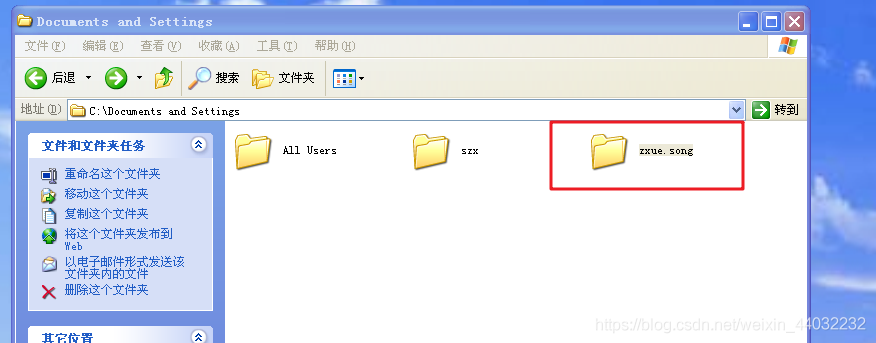 Documents and Settings
文件(F) 编辑(E) 查看(V) 收藏(A) 工具(T) 帮助(H)
后退 搜索 文件夹
地址(D) C:\Documents and Settings 转到
文件和文件夹任务
重命名这个文件夹
移动这个文件夹
复制这个文件夹
将这个文件夹发布到
Web
以电子邮件形式发送该
文件夹内的文件
删除这个文件夹
其它位置
All Users szx zxue.song
https://blog.csdn.net/weixin_44032232